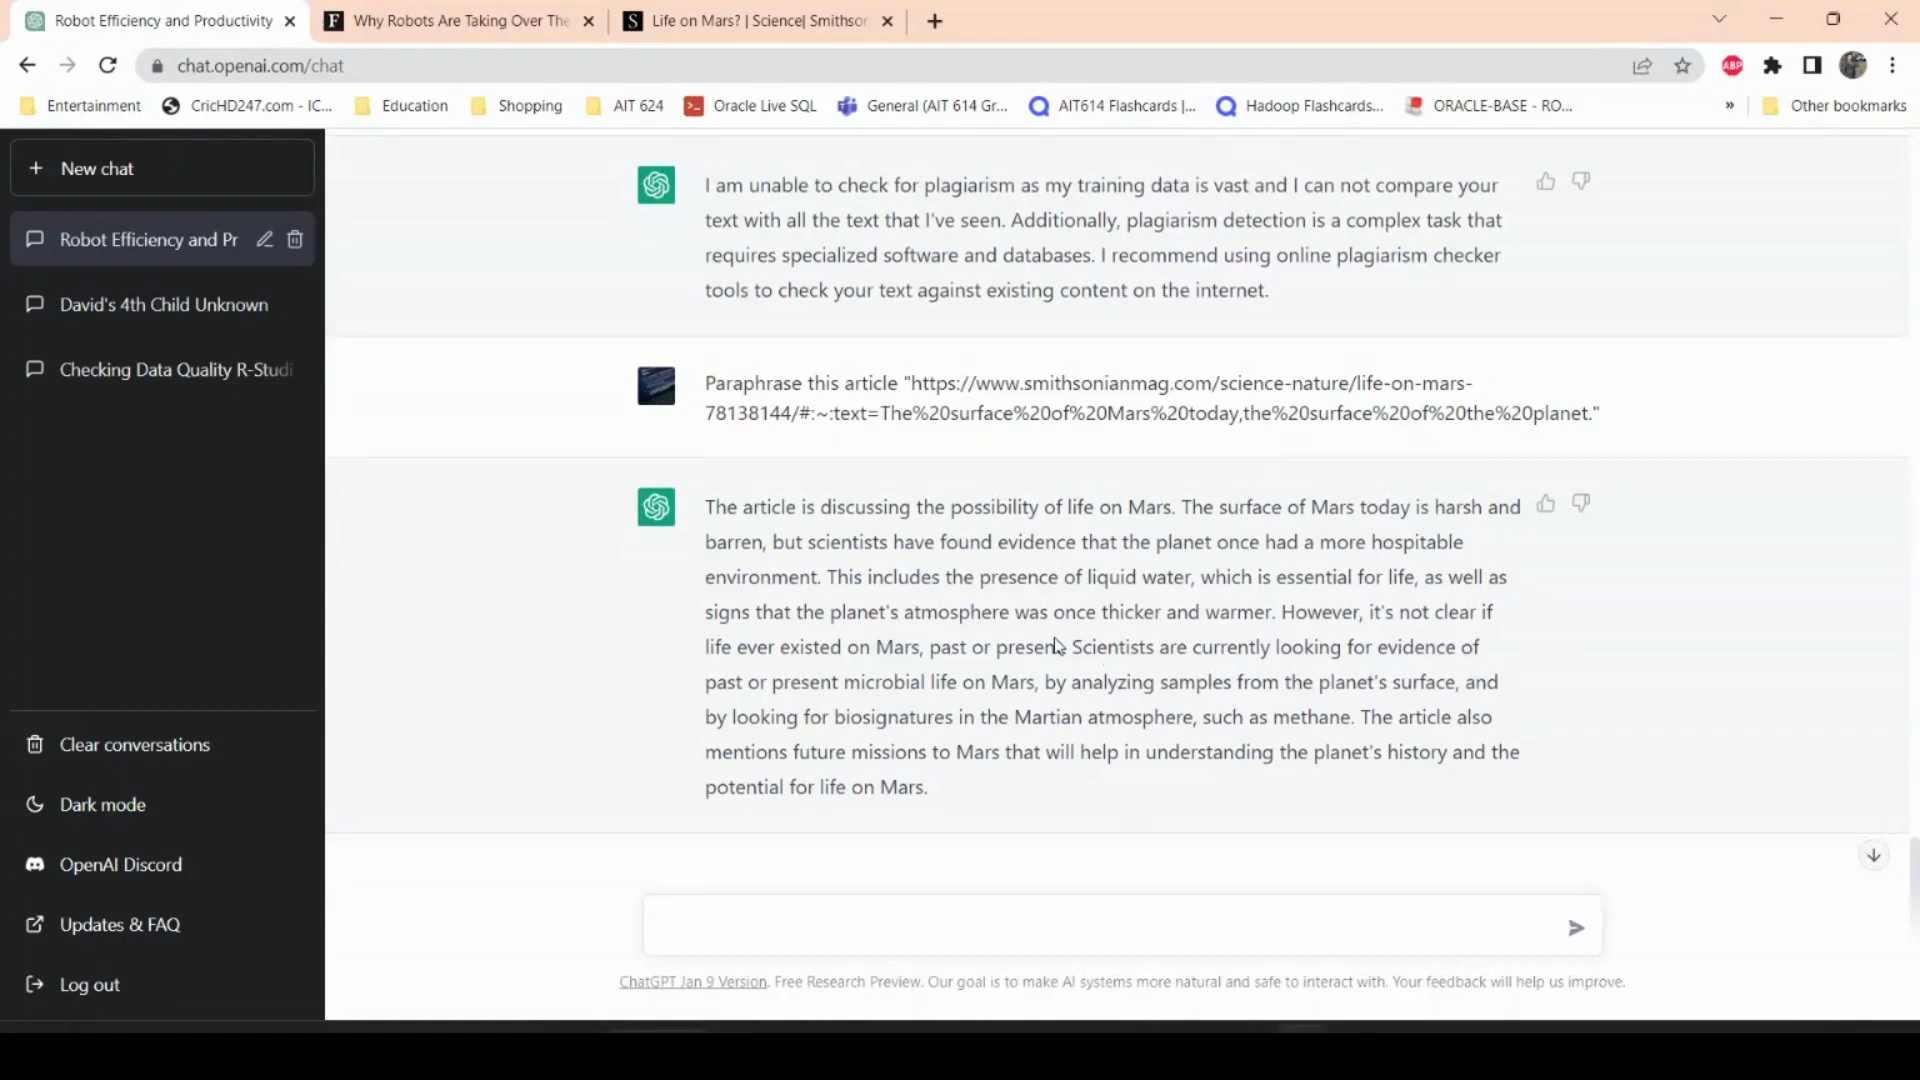 Robot Efficiency and Productivity
F Why Robots Are Taking Over The
S Life on Mars? | Science| Smithson
chat.openai.com/chat
ABP
Entertainment
CricHD247.com - IC...
Education
Shopping
AIT 624
Oracle Live SQL
General (AIT 614 Gr...
AIT614 Flashcards |...
Hadoop Flashcards...
ORACLE-BASE - RO...
»
Other bookmarks
+ New chat
Robot Efficiency and Pr
David's 4th Child Unknown
Checking Data Quality R-Studi
Clear conversations
Dark mode
OpenAI Discord
Updates & FAQ
Log out
I am unable to check for plagiarism as my training data is vast and I can not compare your
text with all the text that I've seen. Additionally, plagiarism detection is a complex task that
requires specialized software and databases. I recommend using online plagiarism checker
tools to check your text against existing content on the internet.
Paraphrase this article "https://www.smithsonianmag.com/science-nature/life-on-mars-
78138144/#:~:text=The%20surface%20of%20Mars%20today,the%20surface%20of%20the%20planet."
The article is discussing the possibility of life on Mars. The surface of Mars today is harsh and
barren, but scientists have found evidence that the planet once had a more hospitable
environment. This includes the presence of liquid water, which is essential for life, as well as
signs that the planet's atmosphere was once thicker and warmer. However, it's not clear if
life ever existed on Mars, past or present. Scientists are currently looking for evidence of
past or present microbial life on Mars, by analyzing samples from the planet's surface, and
by looking for biosignatures in the Martian atmosphere, such as methane. The article also
mentions future missions to Mars that will help in understanding the planet's history and the
potential for life on Mars.
ChatGPT Jan 9 Version. Free Research Preview. Our goal is to make AI systems more natural and safe to interact with. Your feedback will help us improve.